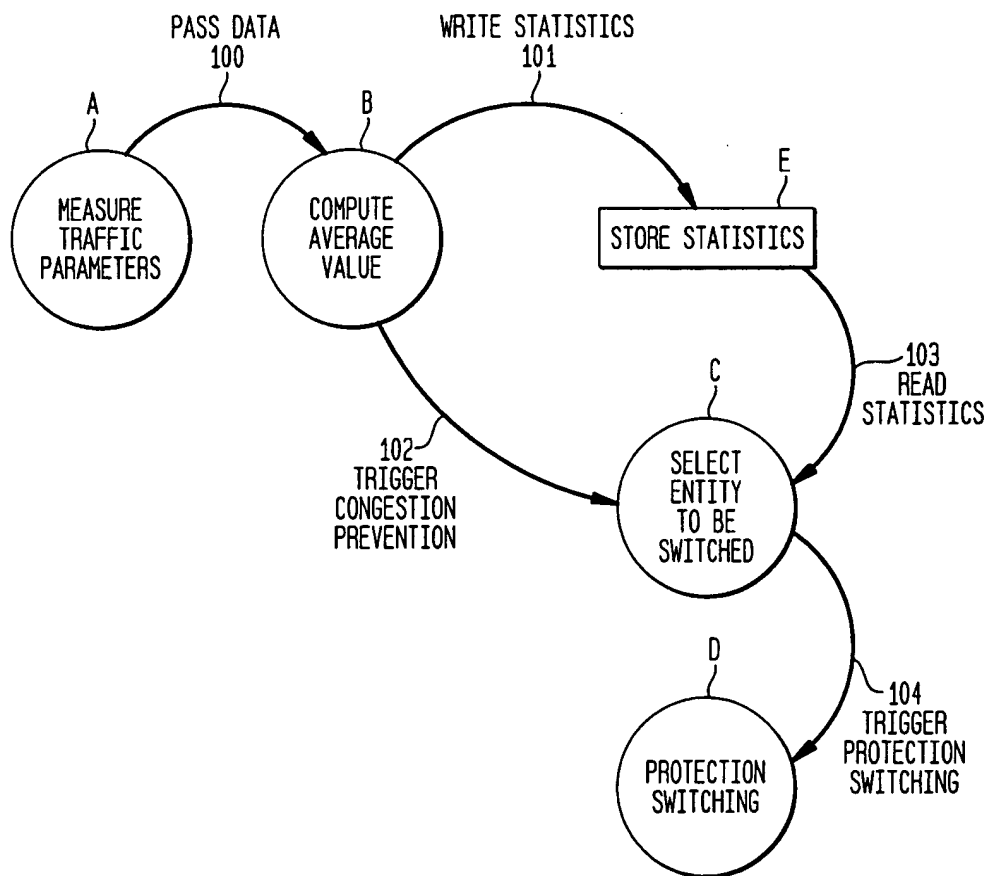 PASS DATA
100
WRITE STATISTICS
101
A
B
MEASURE
TRAFFIC
PARAMETERS
COMPUTE
AVERAGE
VALUE
E
STORE STATISTICS
103
READ
STATISTICS
C
102
TRIGGER
CONGESTION
PREVENTION
SELECT
ENTITY
TO BE
SWITCHED
D
104
TRIGGER
PROTECTION
SWITCHING
PROTECTION
SWITCHING